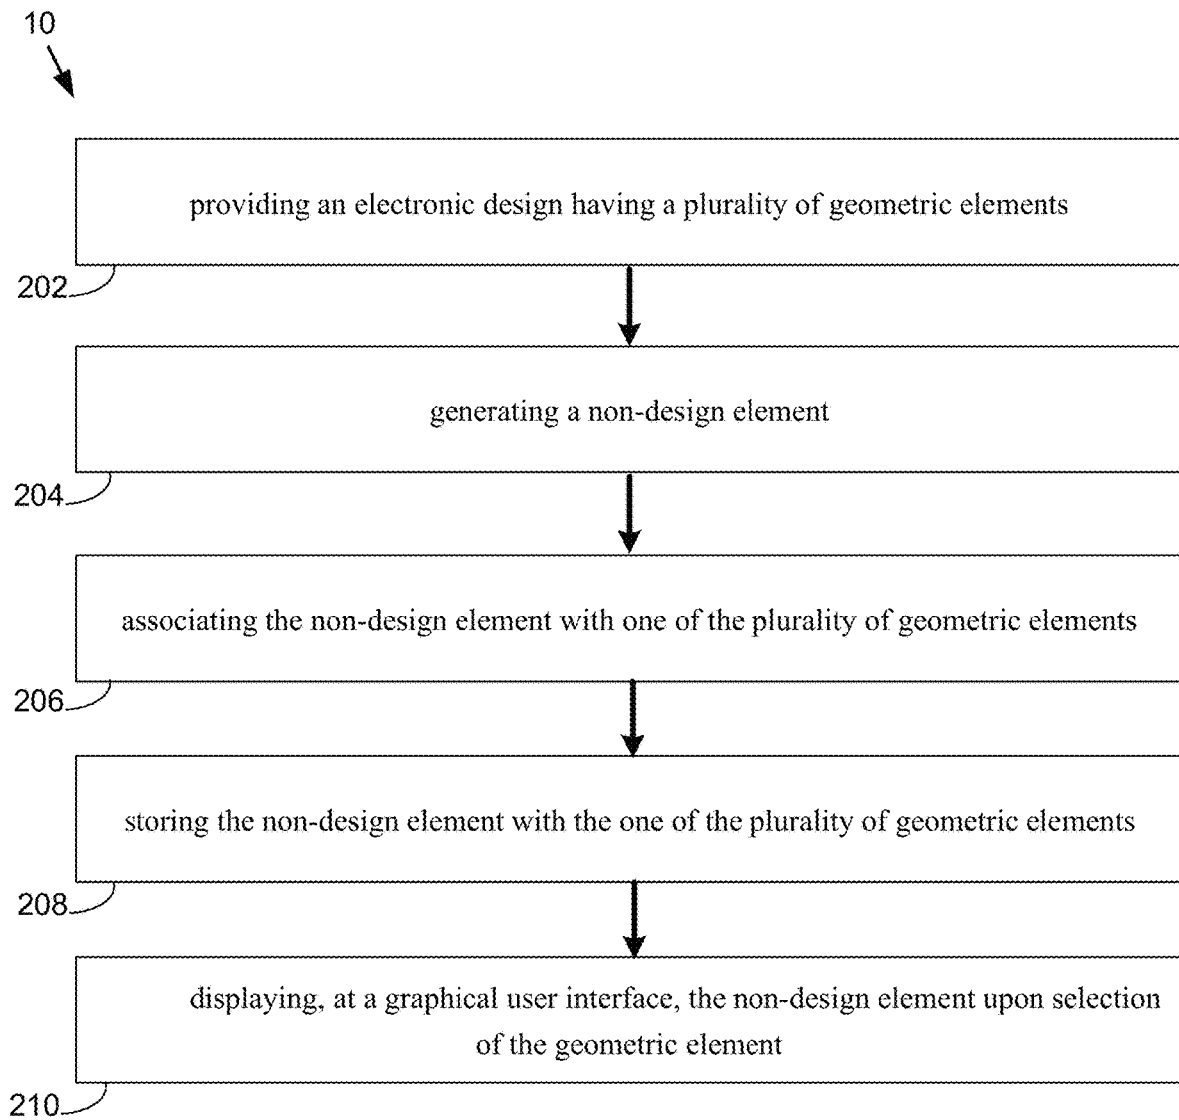 10
providing an electronic design having a plurality of geometric elements
202
generating a non-design element
204
associating the non-design element with one of the plurality of geometric elements
206
storing the non-design element with the one of the plurality of geometric elements
208
displaying, at a graphical user interface, the non-design element upon selection
of the geometric element
210